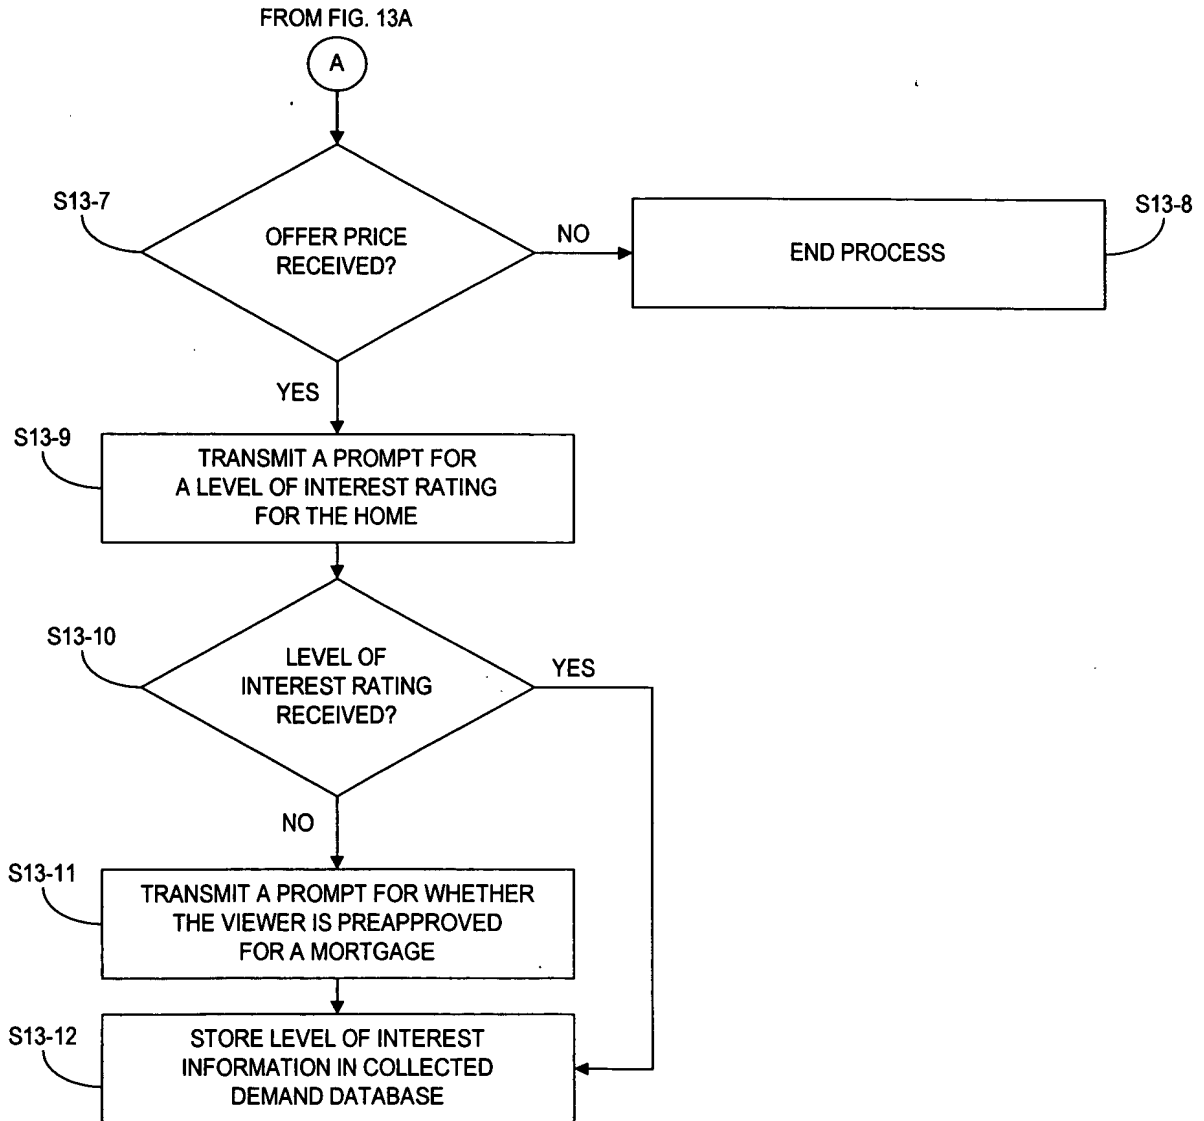 FROM FIG. 13A
A
S13-7
OFFER PRICE
RECEIVED?
NO
END PROCESS
S13-8
YES
S13-9
TRANSMIT A PROMPT FOR
A LEVEL OF INTEREST RATING
FOR THE HOME
S13-10
LEVEL OF
INTEREST RATING
RECEIVED?
YES
NO
S13-11
TRANSMIT A PROMPT FOR WHETHER
THE VIEWER IS PREAPPROVED
FOR A MORTGAGE
S13-12
STORE LEVEL OF INTEREST
INFORMATION IN COLLECTED
DEMAND DATABASE